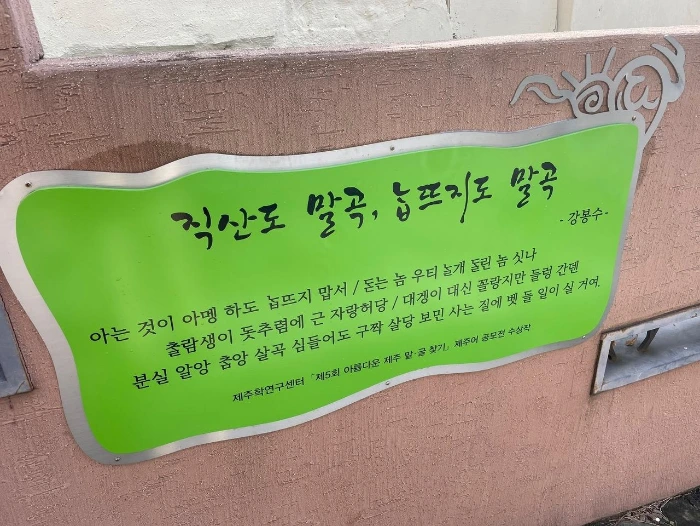 직산도 말곡, 놉뜨지도 말곡
- 강봉수 -
아는 것이 아멩 하도 놉뜨지 맙서 / 돋는 놈 우티 놀개 돋린 놈 싯나
촐람생이 돗추렴에 근 자랑허당 / 대겡이 대신 꼴랑지만 들렁 간덴
분실 알앙 촘앙 살곡 심들어도 구짝 살당 보민 사는 질에 벳 들 일이 실 거여.
제주학연구센터 「제5회 아름다운 제주 말·글 찾기」 제주어 공모전 수상작